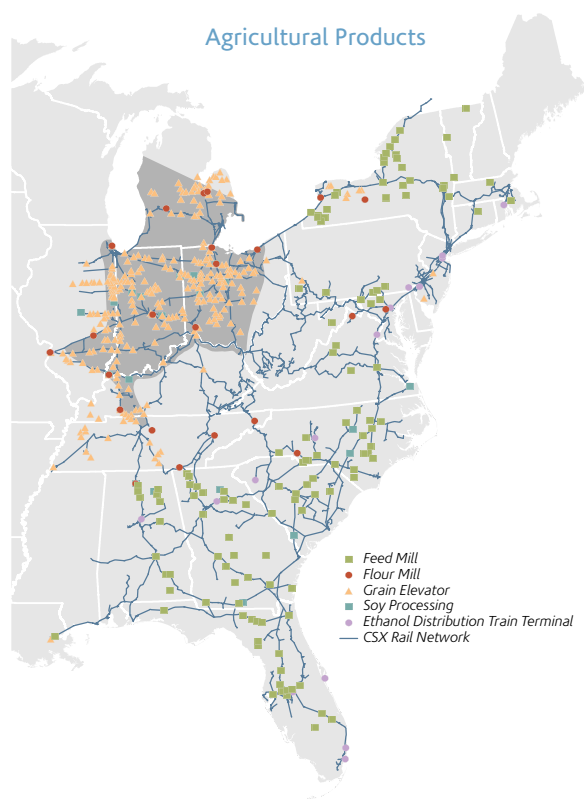 Agricultural Products
Feed Mill
Flour Mill
Grain Elevator
Soy Processing
Ethanol Distribution Train Terminal
CSX Rail Network